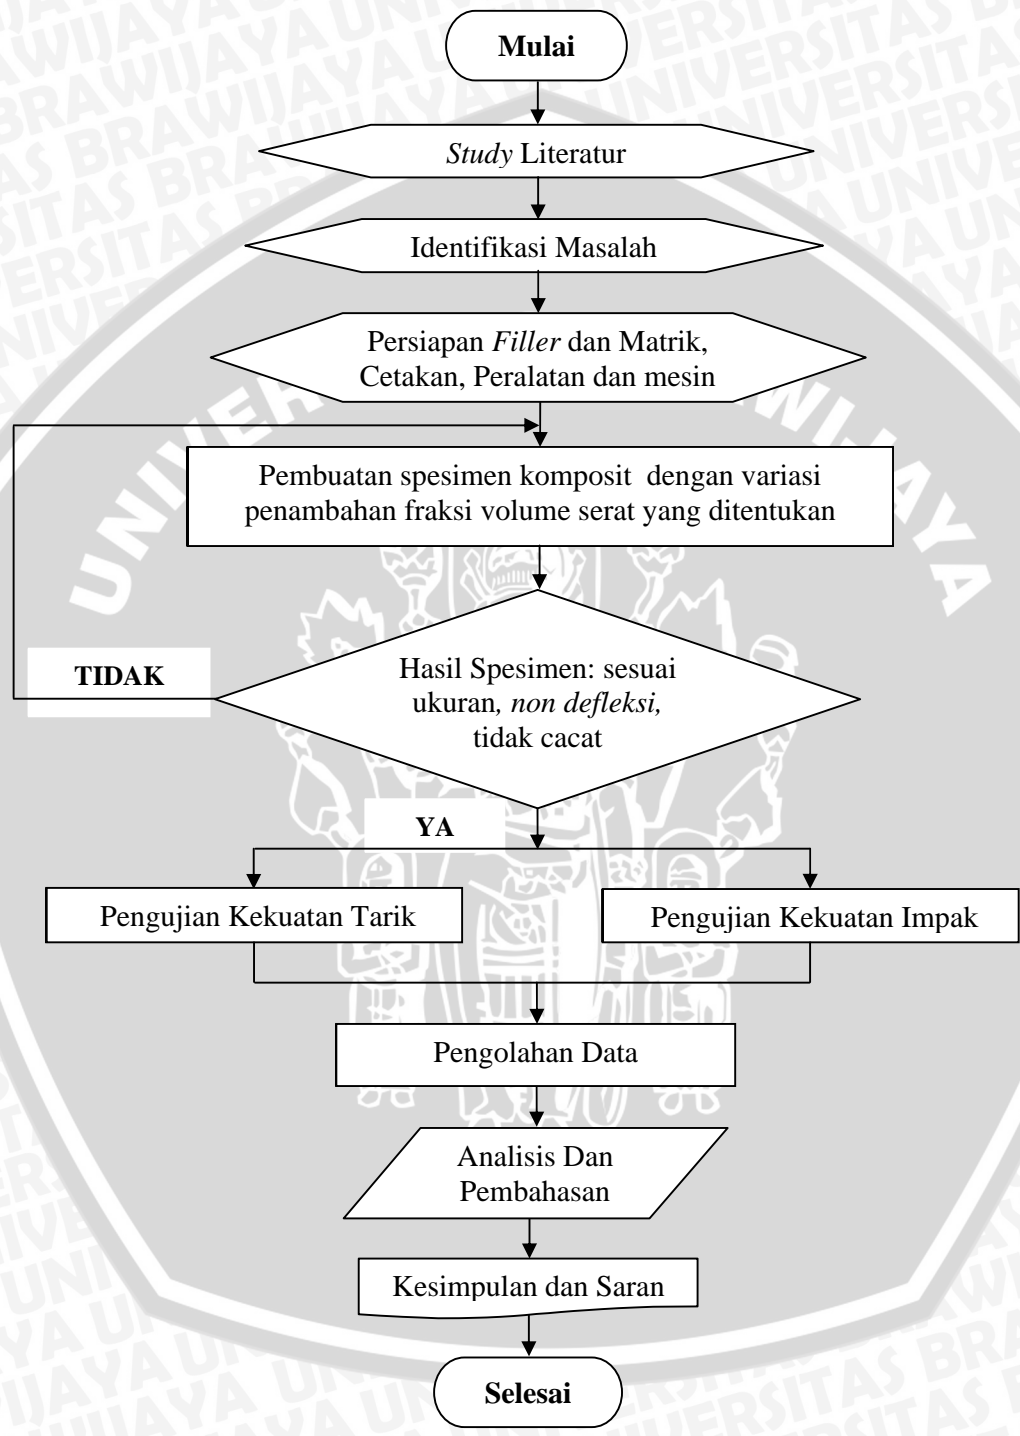 Mulai
Study Literatur
Identifikasi Masalah
Persiapan Filler dan Matrik,
Cetakan, Peralatan dan mesin
Pembuatan spesimen komposit dengan variasi
penambahan fraksi volume serat yang ditentukan
TIDAK
Hasil Spesimen: sesuai
ukuran, non defleksi,
tidak cacat
YA
Pengujian Kekuatan Tarik
Pengujian Kekuatan Impak
Pengolahan Data
Analisis Dan
Pembahasan
Kesimpulan dan Saran
Selesai